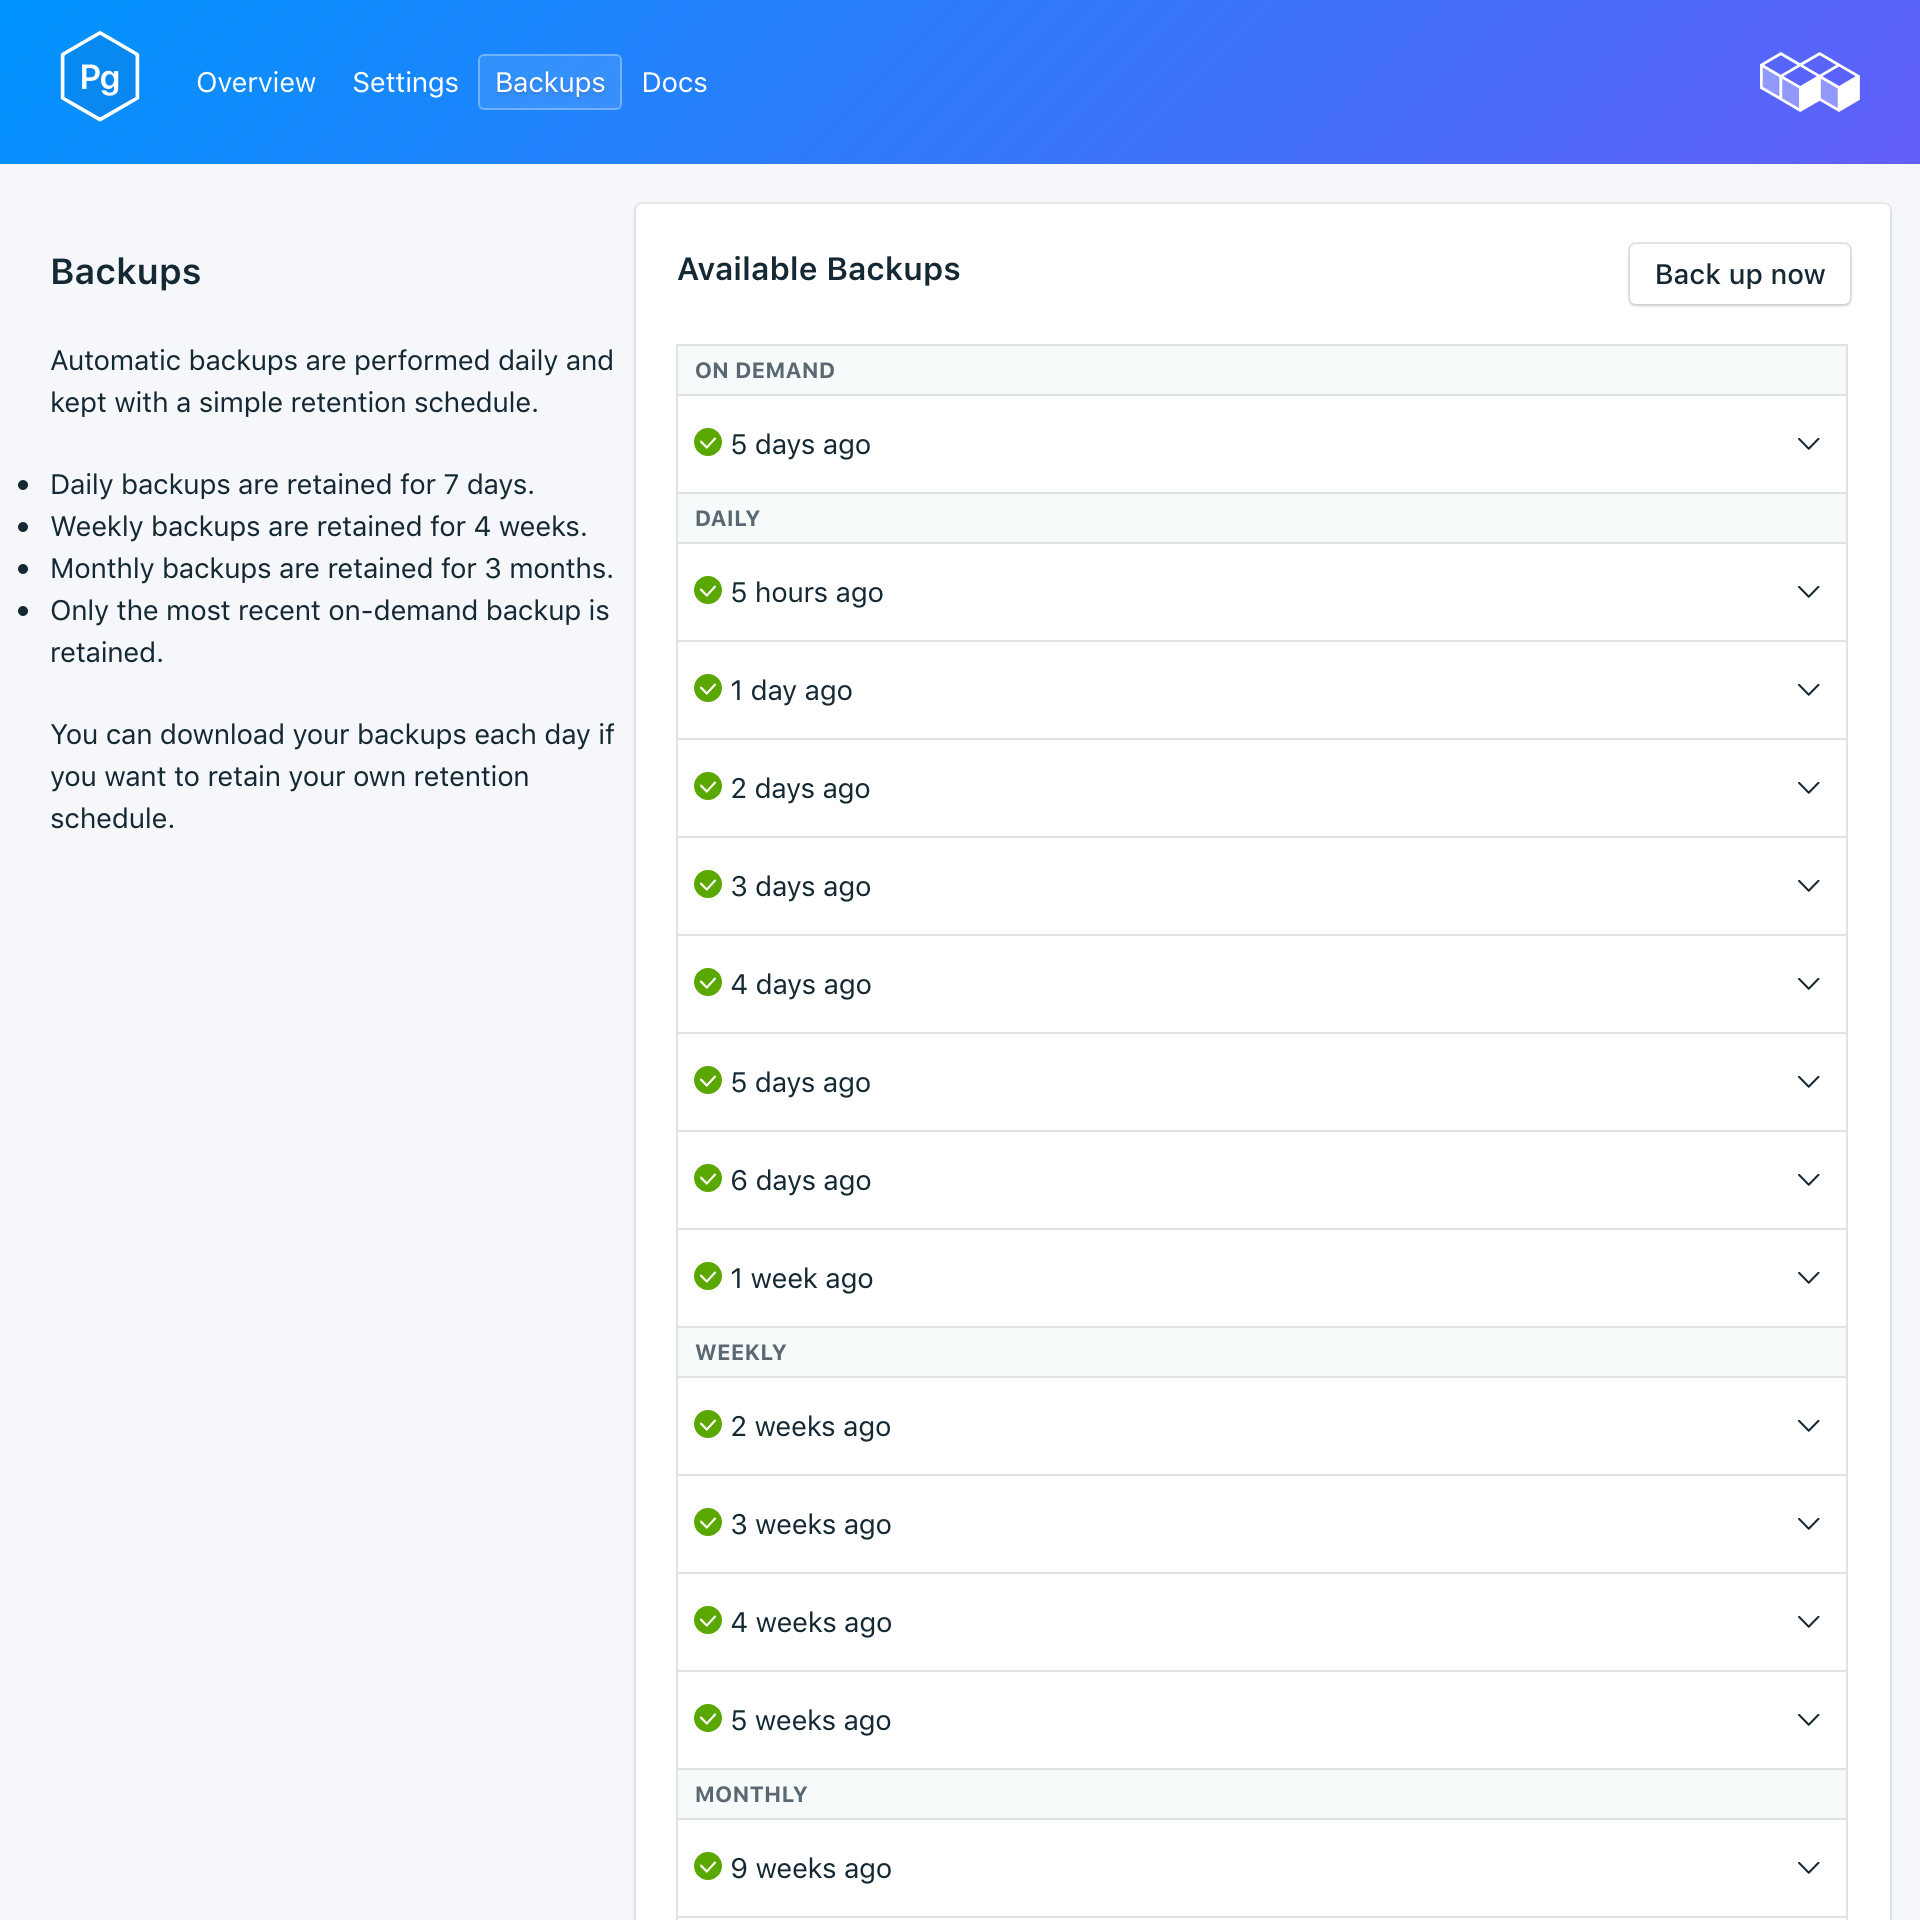 Pg
Overview
Settings
Backups
Docs
Backups
Automatic backups are performed daily and
kept with a simple retention schedule.
Daily backups are retained for 7 days.
Weekly backups are retained for 4 weeks.
Monthly backups are retained for 3 months.
Only the most recent on-demand backup is
retained.
You can download your backups each day if
you want to retain your own retention
schedule.
Available Backups
Back up now
ON DEMAND
5 days ago
DAILY
5 hours ago
1 day ago
2 days ago
3 days ago
4 days ago
5 days ago
6 days ago
1 week ago
WEEKLY
2 weeks ago
3 weeks ago
4 weeks ago
5 weeks ago
MONTHLY
9 weeks ago